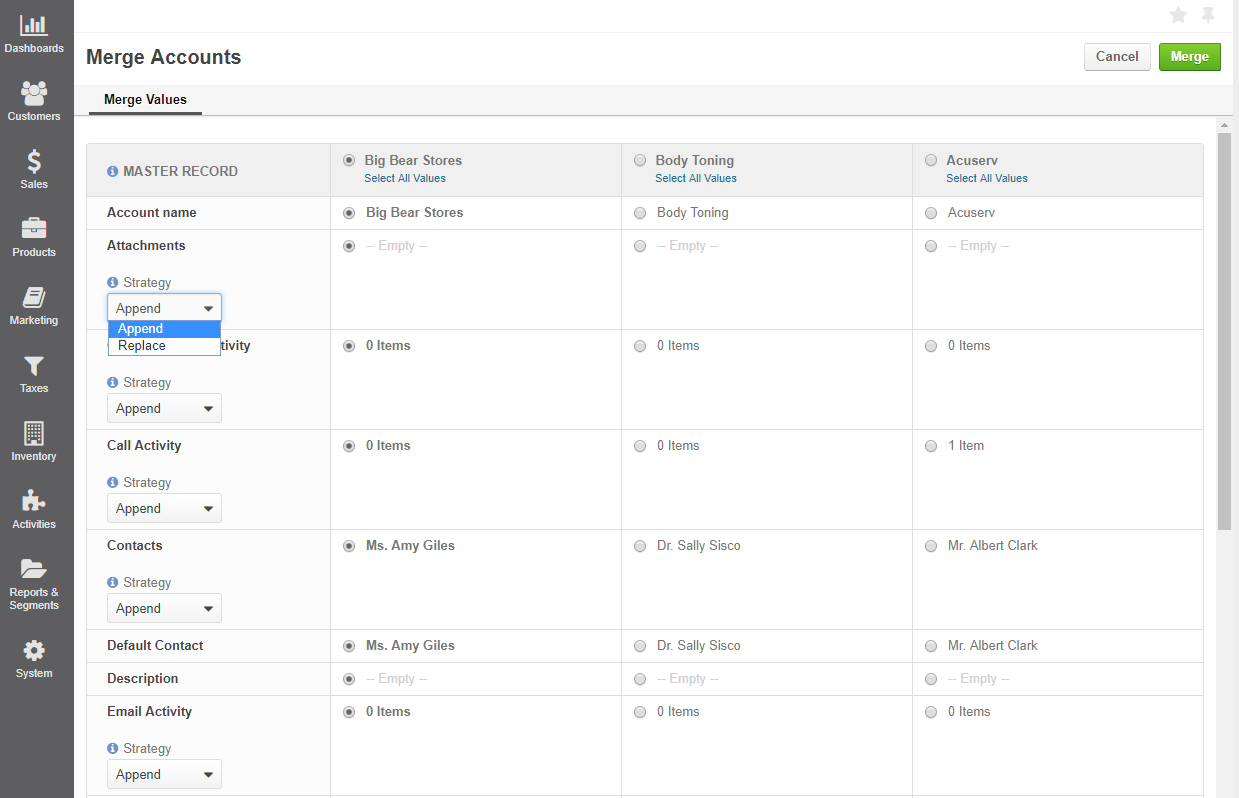 Dashboards
Customers
Sales
Products
Marketing
Taxes
Inventory
Activities
Reports &
Segments
System
Merge Accounts
Cancel
Merge
Merge Values
MASTER RECORD
Big Bear Stores
Select All Values
Body Toning
Select All Values
Acuserv
Select All Values
Account name
Big Bear Stores
Body Toning
Acuserv
Attachments
-- Empty --
-- Empty --
-- Empty --
Strategy
Append
Append
Replace
tivity
0 Items
0 Items
0 Items
Strategy
Append
Call Activity
0 Items
0 Items
1 Item
Strategy
Append
Contacts
Ms. Amy Giles
Dr. Sally Sisco
Mr. Albert Clark
Strategy
Append
Default Contact
Ms. Amy Giles
Dr. Sally Sisco
Mr. Albert Clark
Description
-- Empty --
-- Empty --
-- Empty --
Email Activity
0 Items
0 Items
0 Items
Strategy
Append